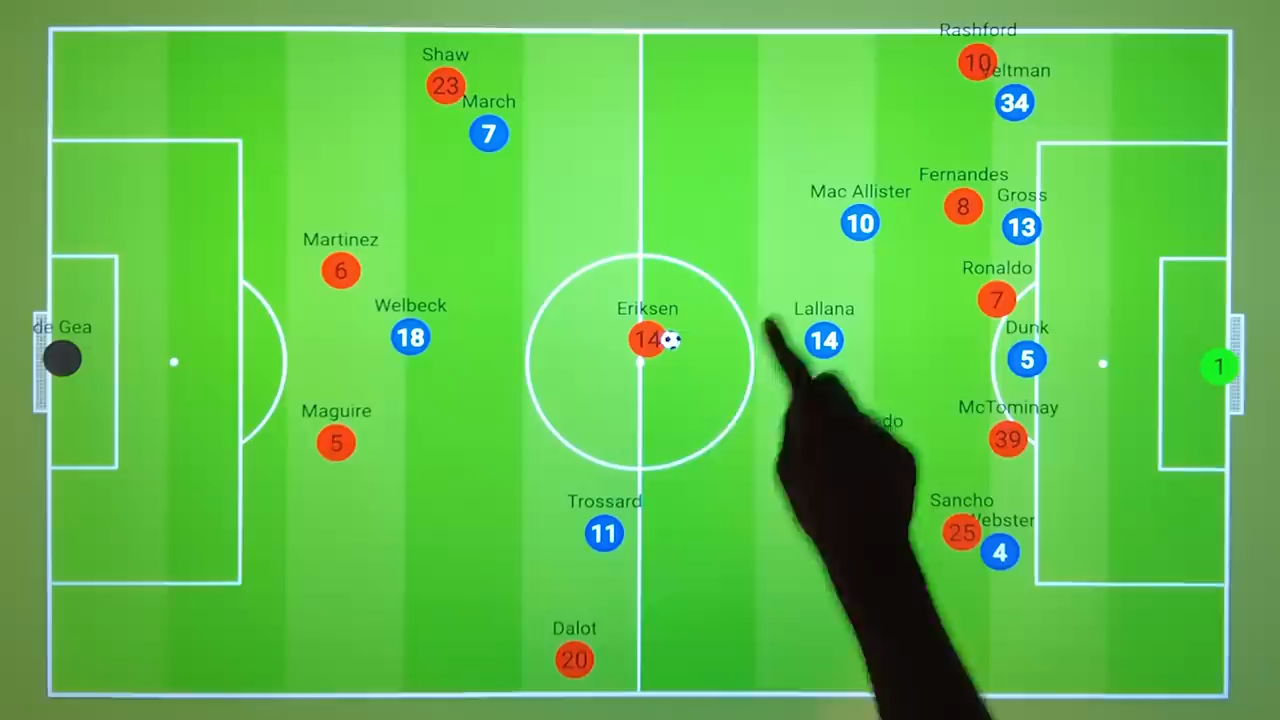 Rashford
10
Veltman
34
Shaw
23
March
7
Fernandes
8
Gross
13
Mac Allister
10
Martinez
6
Ronaldo
7
Welbeck
18
Eriksen
14
Lallana
14
de Gea
Dunk
5
1
Maguire
5
McTominay
39
do
Trossard
11
Sancho
25
Webster
4
Dalot
20